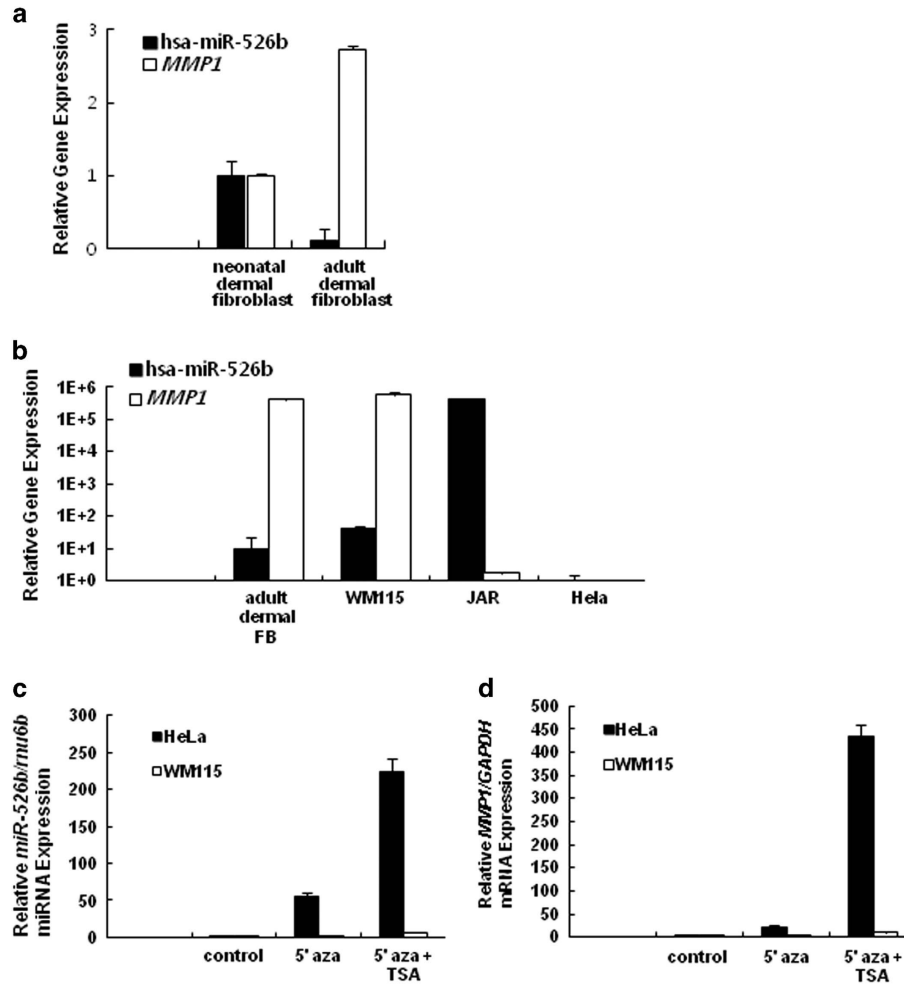 a
Relative Gene Expression
3
2
1
0
hsa-miR-526b
MMP1
neonatal
dermal
fibroblast
adult
dermal
fibroblast
b
hsa-miR-526b
MMP1
Relative Gene Expression
1E+6
1E+5
1E+4
1E+3
1E+2
1E+1
1E+0
adult
dermal
FB
WM115
JAR
Hela
c
Relative miR-526b/rnu6b
miRNA Expression
300
250
200
150
100
50
0
HeLa
WM115
control
5' aza
5' aza +
TSA
d
Relative MMP1/GAPDH
mRNA Expression
500
450
400
350
300
250
200
150
100
50
0
HeLa
WM115
control
5' aza
5' aza +
TSA